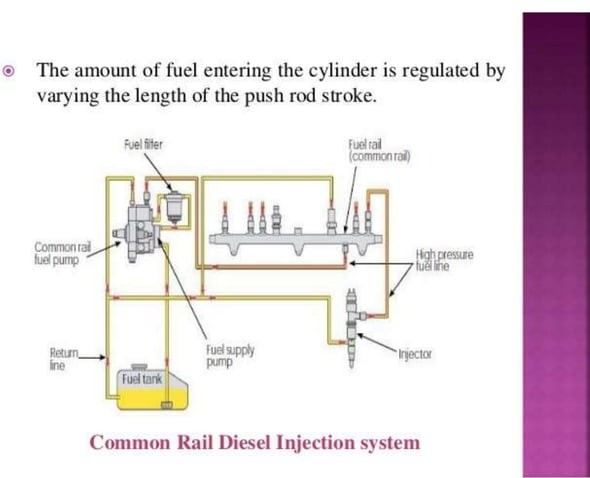 The amount of fuel entering the cylinder is regulated by
varying the length of the push rod stroke.
Fuel filter
Fuel rail
(common rail)
Common rail
fuel pump
High pressure
fuel line
Return
line
Fuel supply
pump
Injector
Fuel tank
Common Rail Diesel Injection system